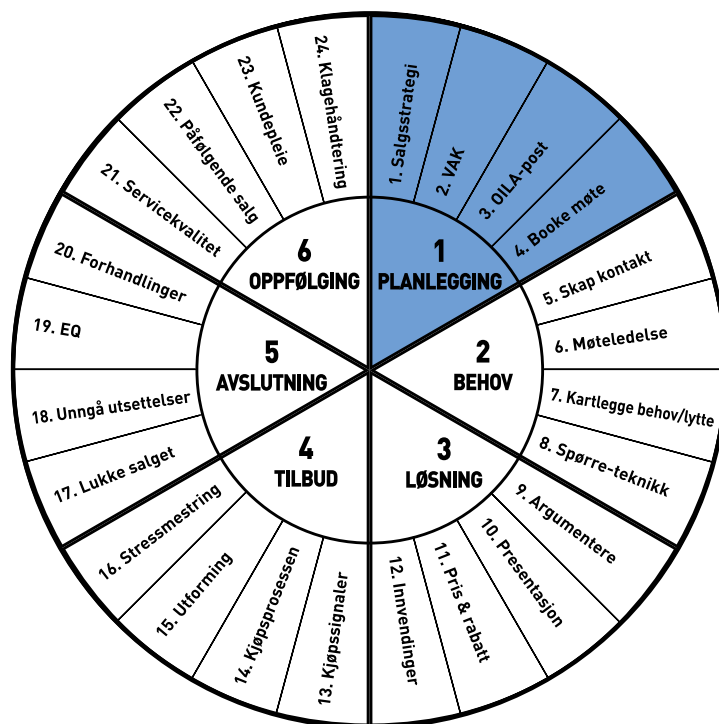 1
PLANLEGGING
1. Salgsstrategi
2. VAK
3. OILA-post
4. Booke møte
2
BEHOV
5. Skap kontakt
6. Møteledelse
7. Kartlegge behov/lytte
8. Spørre-teknikk
3
LØSNING
9. Argumentere
10. Presentasjon
11. Pris & rabatt
12. Innvendinger
4
TILBUD
13. Kjøpssignaler
14. Kjøpsprosessen
15. Utforming
16. Stressmestring
5
AVSLUTNING
17. Lukke salget
18. Unngå utsettelser
19. EQ
20. Forhandlinger
6
OPPFØLGING
21. Servicekvalitet
22. Påfølgende salg
23. Kundepleie
24. Klagehåndtering